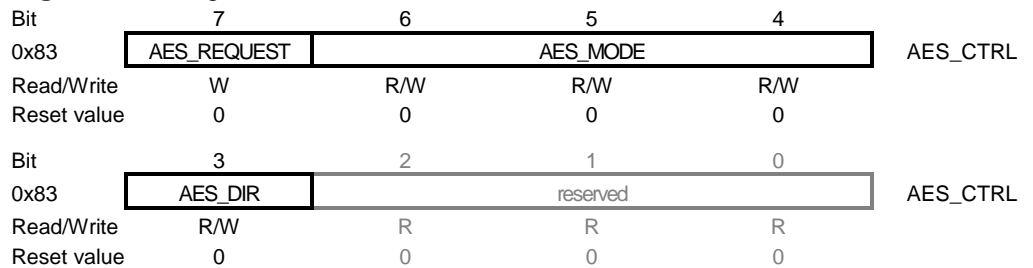 Bit 7 6 5 4
0x83 AES_REQUEST AES_MODE AES_CTRL
Read/Write W R/W R/W R/W
Reset value 0 0 0 0
Bit 3 2 1 0
0x83 AES_DIR reserved AES_CTRL
Read/Write R/W R R R
Reset value 0 0 0 0